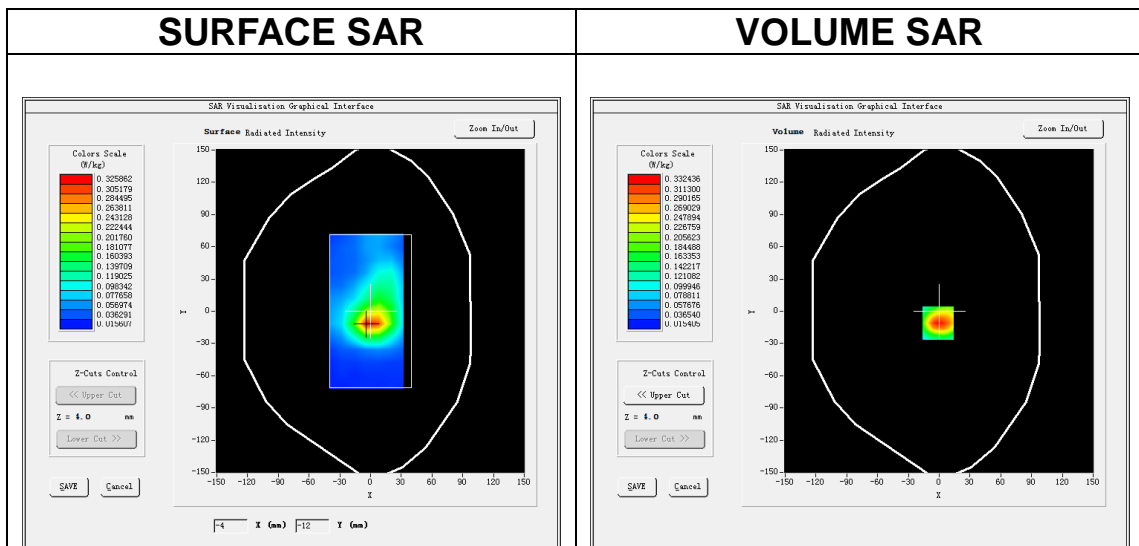 SURFACE SAR
SAR Visualisation Graphical Interface
Surface Radiated Intensity
Zoom In/Out
Colors Scale
(W/kg)
0.325862
0.305179
0.284495
0.263811
0.243128
0.222444
0.201760
0.181077
0.160393
0.139709
0.119025
0.098342
0.077658
0.056974
0.036291
0.015607
150
120
90
60
30
0
-30
-60
-90
-120
-150
Y
-150 -120 -90 -60 -30 0 30 60 90 120 150
X
Z-Cuts Control
<< Upper Cut
Z = 4.0 mm
Lower Cut >>
SAVE Cancel
-4 X (mm) -12 Y (mm)
VOLUME SAR
SAR Visualisation Graphical Interface
Volume Radiated Intensity
Zoom In/Out
Colors Scale
(W/kg)
0.332436
0.311300
0.290165
0.269029
0.247894
0.226759
0.205623
0.184488
0.163353
0.142217
0.121082
0.099946
0.078811
0.057676
0.036540
0.015405
150
120
90
60
30
0
-30
-60
-90
-120
-150
Y
-150 -120 -90 -60 -30 0 30 60 90 120 150
X
Z-Cuts Control
<< Upper Cut
Z = 4.0 mm
Lower Cut >>
SAVE Cancel